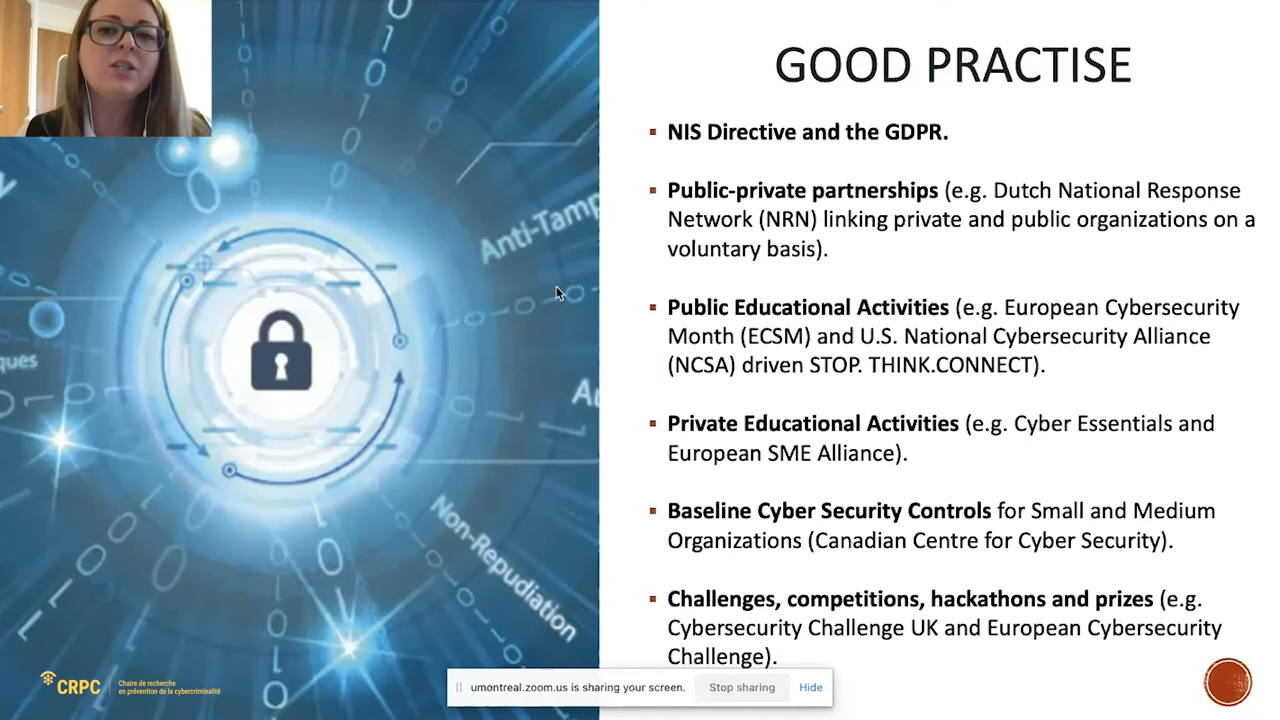 GOOD PRACTISE
▪ NIS Directive and the GDPR.
▪ Public-private partnerships (e.g. Dutch National Response
Network (NRN) linking private and public organizations on a
voluntary basis).
▪ Public Educational Activities (e.g. European Cybersecurity
Month (ECSM) and U.S. National Cybersecurity Alliance
(NCSA) driven STOP. THINK.CONNECT).
▪ Private Educational Activities (e.g. Cyber Essentials and
European SME Alliance).
▪ Baseline Cyber Security Controls for Small and Medium
Organizations (Canadian Centre for Cyber Security).
▪ Challenges, competitions, hackathons and prizes (e.g.
Cybersecurity Challenge UK and European Cybersecurity
Challenge).
Anti-Tamp
ques
Au
Non-Repudiation
CRPC
Chaire de recherche
en prévention de la cybercriminalité
umontreal.zoom.us is sharing your screen.
Stop sharing
Hide